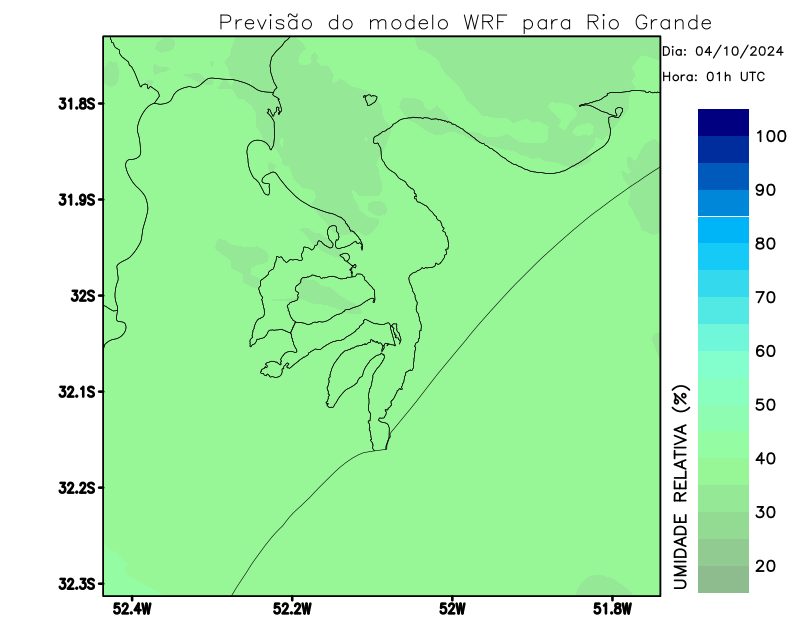 Previsão do modelo WRF para Rio Grande
Dia: 04/10/2024
Hora: 01h UTC
31.8S
31.9S
32S
32.1S
32.2S
32.3S
52.4W
52.2W
52W
51.8W
100
90
80
70
60
50
40
30
20
UMIDADE RELATIVA (%)